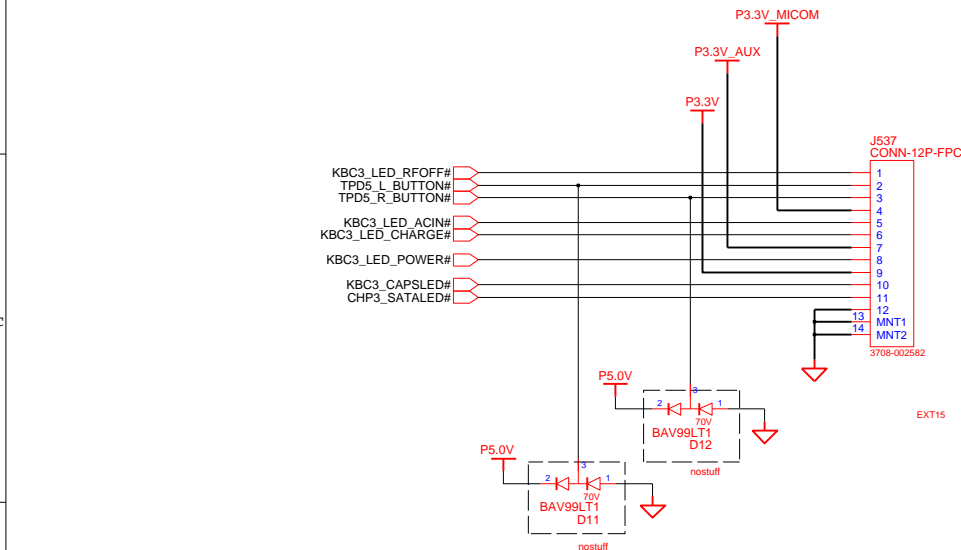 P3.3V_MICOM
P3.3V_AUX
P3.3V
J537
CONN-12P-FPC
KBC3_LED_RFOFF# 1
TPD5_L_BUTTON# 2
TPD5_R_BUTTON# 3
4
KBC3_LED_ACIN# 5
KBC3_LED_CHARGE# 6
7
KBC3_LED_POWER# 8
9
KBC3_CAPSLED# 10
CHP3_SATALED# 11
12
13 MNT1
14 MNT2
3708-002582
P5.0V
3
2 1
70V
BAV99LT1
D12
nostuff
EXT15
P5.0V
3
2 1
70V
BAV99LT1
D11
nostuff